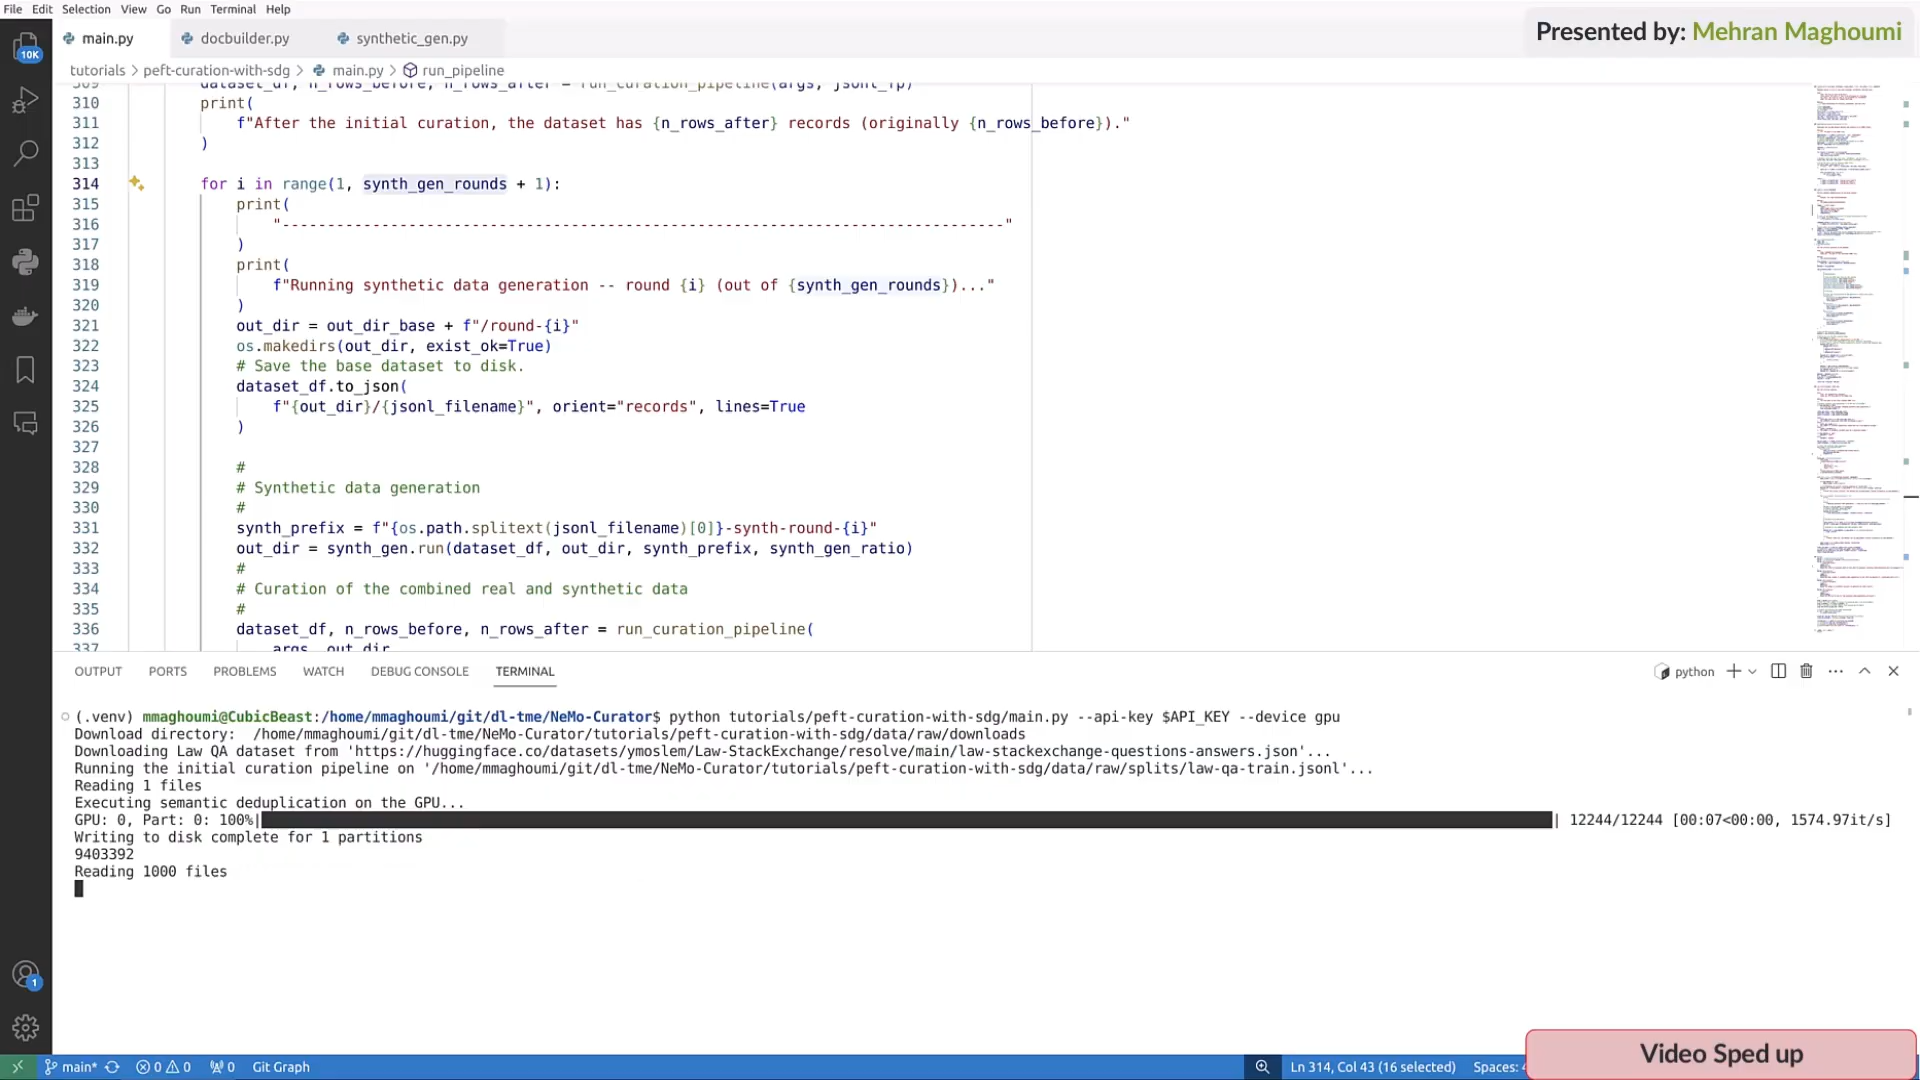 File Edit Selection View Go Run Terminal Help
Presented by: Mehran Maghoumi
main.py docbuilder.py synthetic_gen.py
10K
tutorials > peft-curation-with-sdg > main.py > run_pipeline
309 dataset_df, n_rows_before, n_rows_after = run_curation_pipeline(args, jsonl_fp)
310 print(
311 f"After the initial curation, the dataset has {n_rows_after} records (originally {n_rows_before})."
312 )
313
314 for i in range(1, synth_gen_rounds + 1):
315 print(
316 "--------------------------------------------------------------------------------"
317 )
318 print(
319 f"Running synthetic data generation -- round {i} (out of {synth_gen_rounds})..."
320 )
321 out_dir = out_dir_base + f"/round-{i}"
322 os.makedirs(out_dir, exist_ok=True)
323 # Save the base dataset to disk.
324 dataset_df.to_json(
325 f"{out_dir}/{jsonl_filename}", orient="records", lines=True
326 )
327
328 #
329 # Synthetic data generation
330 #
331 synth_prefix = f"{os.path.splitext(jsonl_filename)[0]}-synth-round-{i}"
332 out_dir = synth_gen.run(dataset_df, out_dir, synth_prefix, synth_gen_ratio)
333 #
334 # Curation of the combined real and synthetic data
335 #
336 dataset_df, n_rows_before, n_rows_after = run_curation_pipeline(
337 args, out_dir
OUTPUT PORTS PROBLEMS WATCH DEBUG CONSOLE TERMINAL python
(.venv) mmaghoumi@CubicBeast:/home/mmaghoumi/git/dl-tme/NeMo-Curator$ python tutorials/peft-curation-with-sdg/main.py --api-key $API_KEY --device gpu
Download directory: /home/mmaghoumi/git/dl-tme/NeMo-Curator/tutorials/peft-curation-with-sdg/data/raw/downloads
Downloading Law QA dataset from 'https://huggingface.co/datasets/ymoslem/Law-StackExchange/resolve/main/law-stackexchange-questions-answers.json'...
Running the initial curation pipeline on '/home/mmaghoumi/git/dl-tme/NeMo-Curator/tutorials/peft-curation-with-sdg/data/raw/splits/law-qa-train.jsonl'...
Reading 1 files
Executing semantic deduplication on the GPU...
GPU: 0, Part: 0: 100%| | 12244/12244 [00:07<00:00, 1574.97it/s]
Writing to disk complete for 1 partitions
9403392
Reading 1000 files
1
main* 0 0 0 Git Graph Ln 314, Col 43 (16 selected) Spaces: 4
Video Sped up